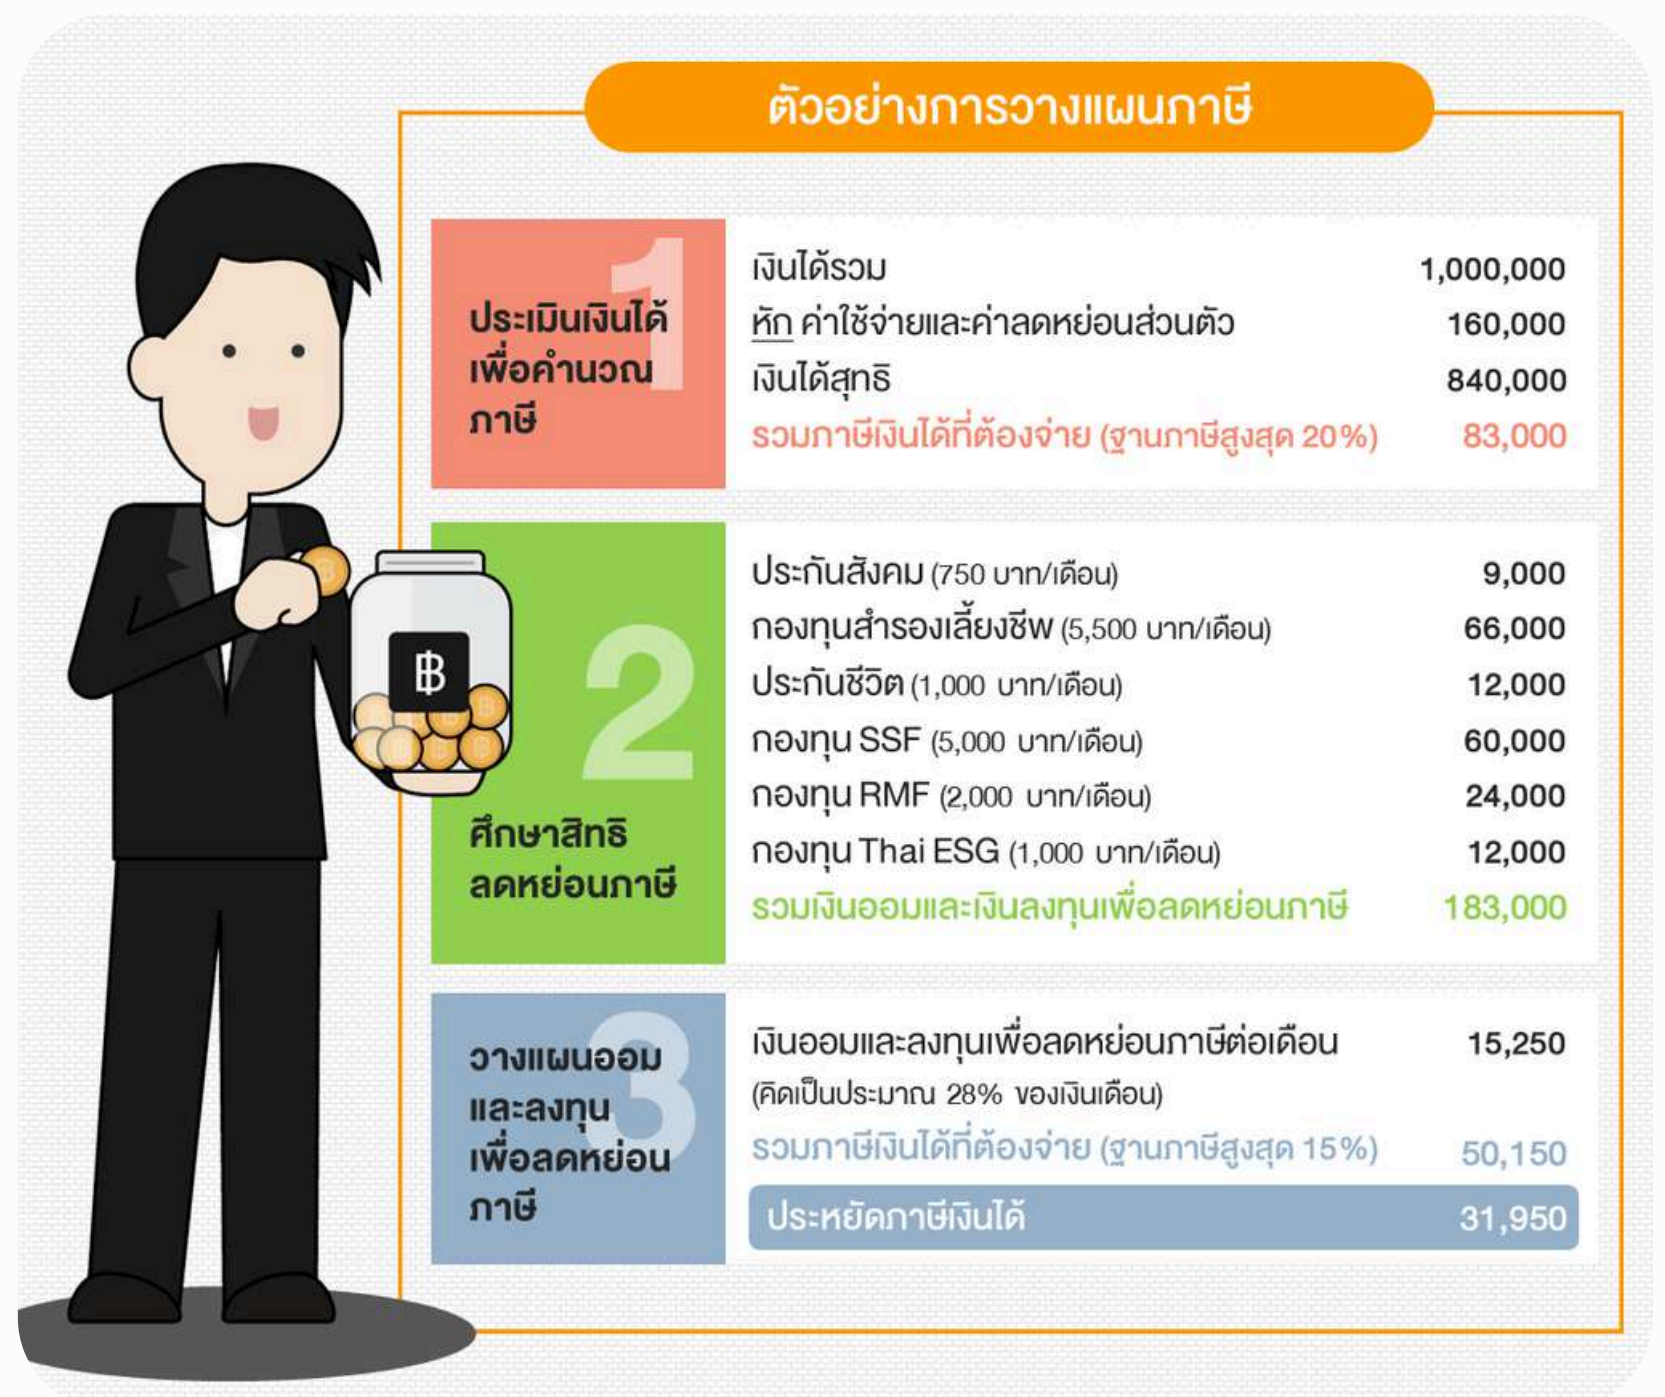 ตัวอย่างการวางแผนภาษี
1
ประเมินเงินได้
เพื่อคำนวณ
ภาษี
เงินได้รวม 1,000,000
หัก ค่าใช้จ่ายและค่าลดหย่อนส่วนตัว 160,000
เงินได้สุทธิ 840,000
รวมภาษีเงินได้ที่ต้องจ่าย (ฐานภาษีสูงสุด 20%) 83,000
2
ศึกษาสิทธิ
ลดหย่อนภาษี
ประกันสังคม (750 บาท/เดือน) 9,000
กองทุนสำรองเลี้ยงชีพ (5,500 บาท/เดือน) 66,000
ประกันชีวิต (1,000 บาท/เดือน) 12,000
กองทุน SSF (5,000 บาท/เดือน) 60,000
กองทุน RMF (2,000 บาท/เดือน) 24,000
กองทุน Thai ESG (1,000 บาท/เดือน) 12,000
รวมเงินออมและเงินลงทุนเพื่อลดหย่อนภาษี 183,000
3
วางแผนออม
และลงทุน
เพื่อลดหย่อน
ภาษี
เงินออมและลงทุนเพื่อลดหย่อนภาษีต่อเดือน 15,250
(คิดเป็นประมาณ 28% ของเงินเดือน)
รวมภาษีเงินได้ที่ต้องจ่าย (ฐานภาษีสูงสุด 15%) 50,150
ประหยัดภาษีเงินได้ 31,950
฿